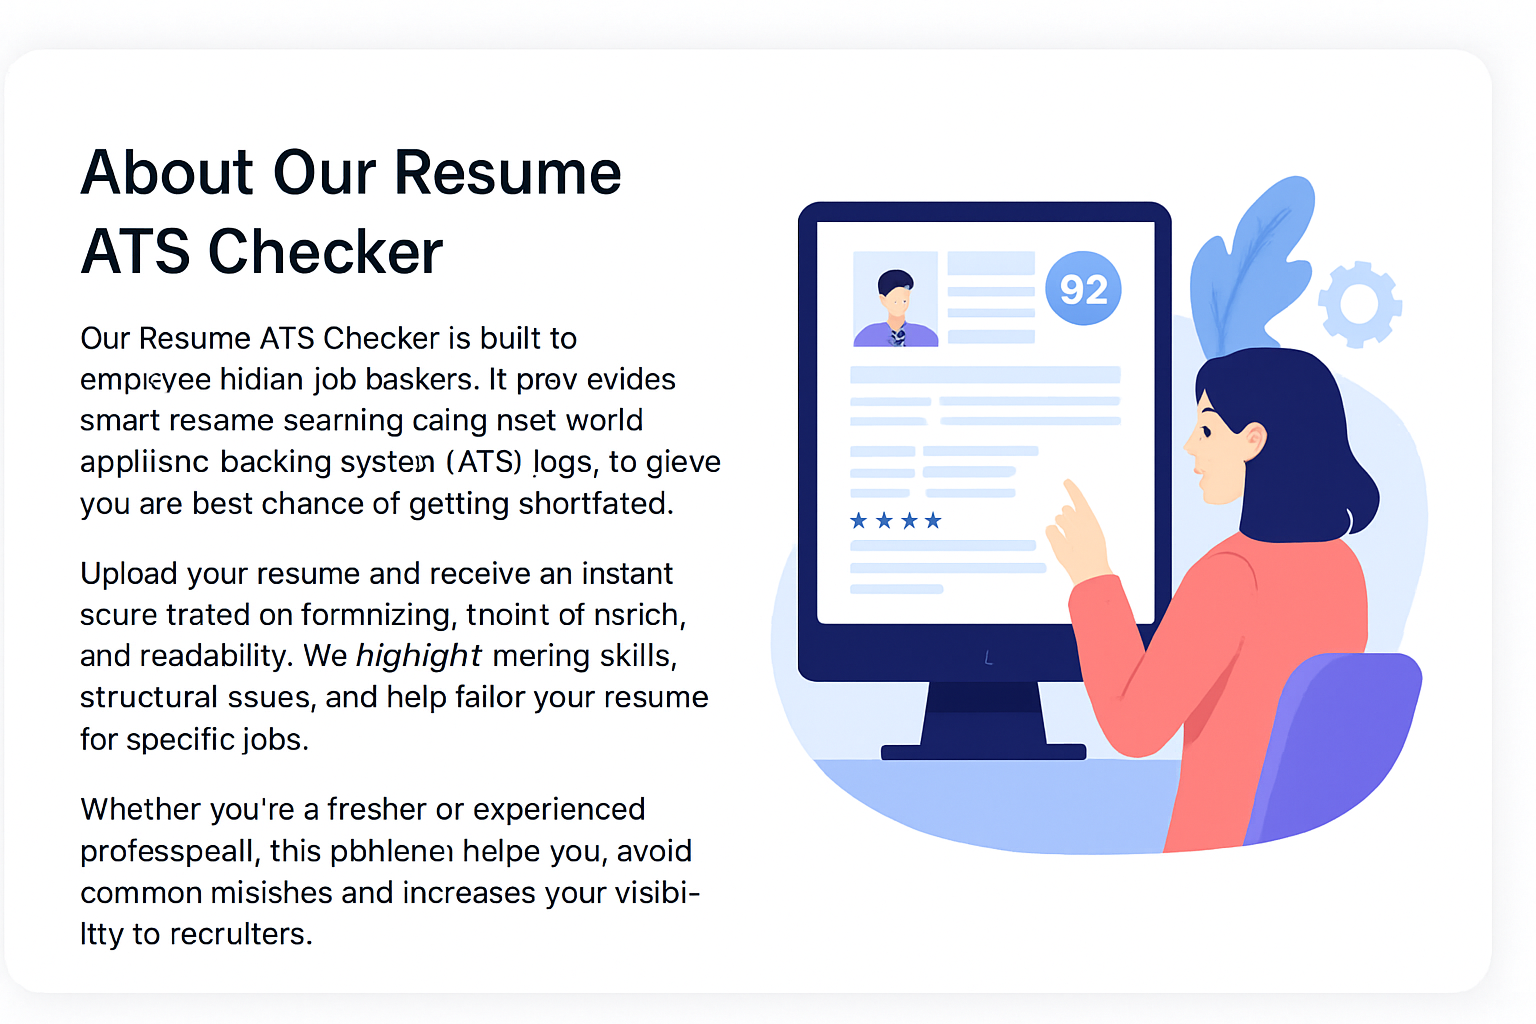 About Our Resume
ATS Checker
Our Resume ATS Checker is built to
hidian job baskers. It prov evides
smart resame searning caing nset world
appliisnc backing system (ATS) logs, to gieve
you are best chance of getting shortfated.
Upload your resume and receive an instant
scure trated on formnizing, tnoint of nsrich,
and readability. We highight mering skills,
structural ssues, and help failor your resume
for specific jobs.
Whether you're a fresher or experienced
professpeall, this helpe you, avoid
common misishes and increases your visibi-
ltty to recrulters.
92